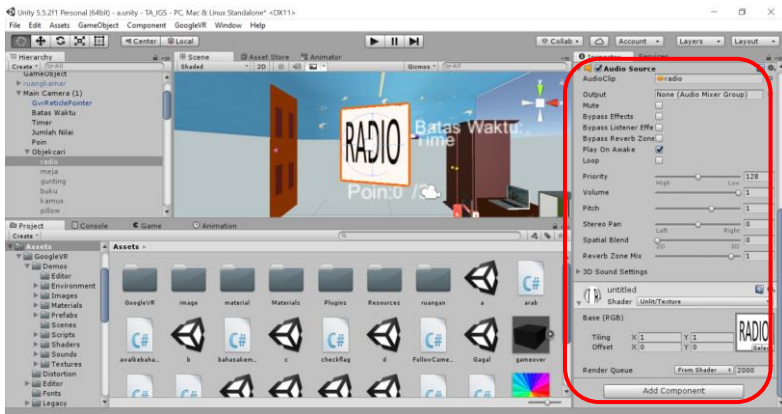 Unity 5.5.2f1 Personal (64bit) - a.unity - TA_IGS - PC, Mac & Linux Standalone* <DX11>
File Edit Assets GameObject Component GoogleVR Window Help
Center Local Collab Account Layers Layout
Hierarchy
Create All
GameObject
ruangkamar
Main Camera (1)
GvrReticlePointer
Batas Waktu
Timer
Jumlah Nilai
Poin
Objekcari
radio
meja
gunting
buku
kamus
pillow
Scene Asset Store Animator
Shaded 2D Gizmos All
RADIO
Batas Waktu:
Time
Poin:0 /
Inspector Services
Audio Source
AudioClip radio
Output None (Audio Mixer Group)
Mute
Bypass Effects
Bypass Listener Effe
Bypass Reverb Zone
Play On Awake
Loop
Priority 128
High Low
Volume 1
Pitch 1
Stereo Pan 0
Left Right
Spatial Blend 0
2D 3D
Reverb Zone Mix 1
3D Sound Settings
untitled
Shader Unlit/Texture
Base (RGB)
Tiling X 1 Y 1
Offset X 0 Y 0
RADIO
Select
Render Queue From Shader 2000
Add Component
Project Console Game Animation
Create
Assets
GoogleVR
Demos
Editor
Environment
Images
Materials
Prefabs
Scenes
Scripts
Shaders
Sounds
Textures
Distortion
Editor
Fonts
Legacy
Assets
GoogleVR image material Materials Plugins Resources ruangan a arab
C#
awalkebaha... b bahasakem... c checkflag d FollowCame... Gagal gameover
C# C# C# C#
C# C# C#